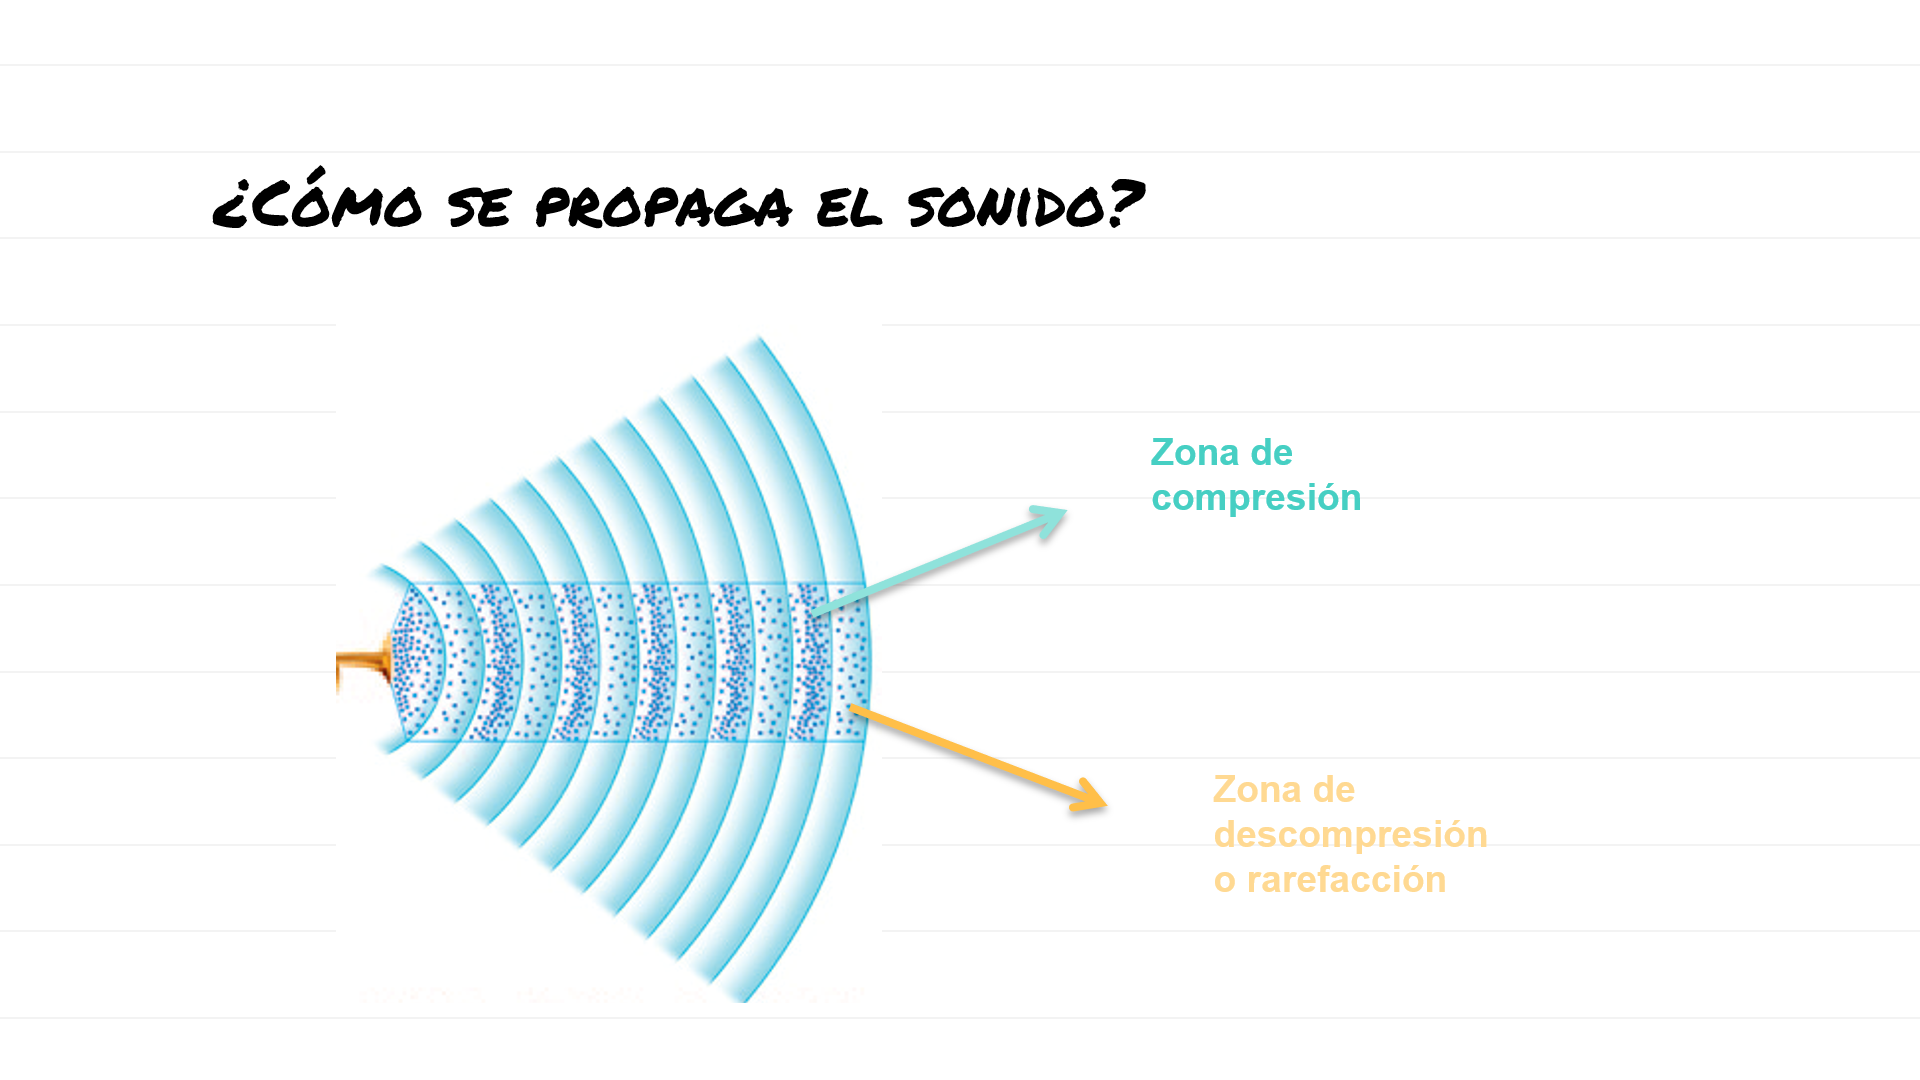 ¿Cómo se propaga el sonido?
Zona de
compresión
Zona de
descompresión
o rarefacción